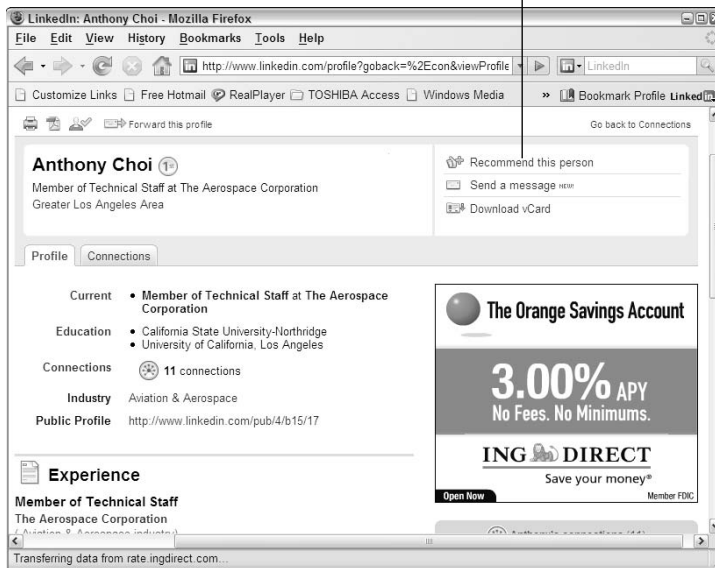 LinkedIn: Anthony Choi - Mozilla Firefox
File Edit View History Bookmarks Tools Help
http://www.linkedin.com/profile?goback=%2Econ&viewProfile
LinkedIn
Customize Links Free Hotmail RealPlayer TOSHIBA Access Windows Media » Bookmark Profile Linked in
Forward this profile
Go back to Connections
Anthony Choi 1st
Member of Technical Staff at The Aerospace Corporation
Greater Los Angeles Area
Recommend this person
Send a message NEW!
Download vCard
Profile Connections
Current • Member of Technical Staff at The Aerospace
Corporation
Education • California State University-Northridge
• University of California, Los Angeles
Connections 11 connections
Industry Aviation & Aerospace
Public Profile http://www.linkedin.com/pub/4/b15/17
Experience
Member of Technical Staff
The Aerospace Corporation
The Orange Savings Account
3.00% APY
No Fees. No Minimums.
ING DIRECT
Save your money®
Open Now
Member FDIC
Transferring data from rate.ingdirect.com...